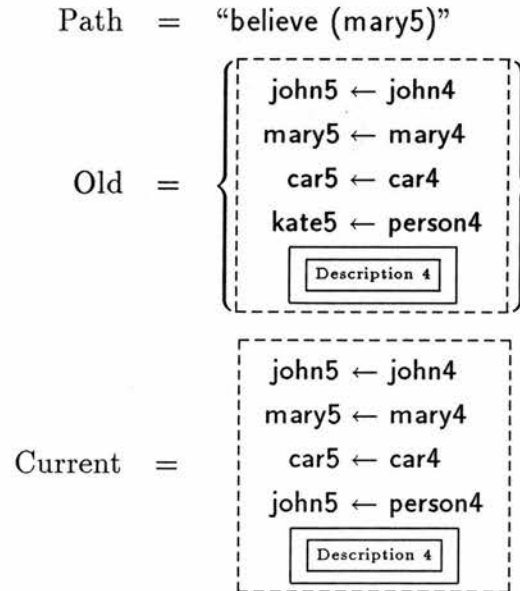 Path = “believe (mary5)”
john5 ← john4
mary5 ← mary4
Old = { car5 ← car4 }
kate5 ← person4
Description 4
john5 ← john4
mary5 ← mary4
Current = car5 ← car4
john5 ← person4
Description 4